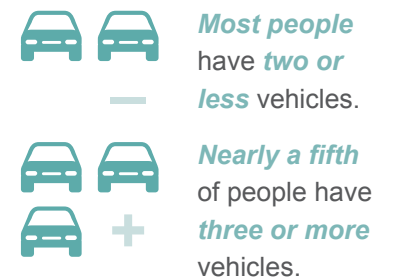 Most people
have two or
less vehicles.
Nearly a fifth
of people have
three or more
vehicles.